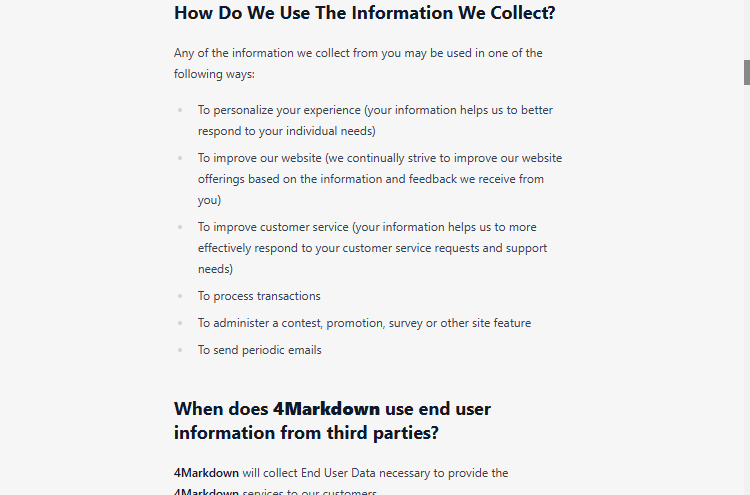 How Do We Use The Information We Collect?
Any of the information we collect from you may be used in one of the
following ways:
To personalize your experience (your information helps us to better
respond to your individual needs)
To improve our website (we continually strive to improve our website
offerings based on the information and feedback we receive from
you)
To improve customer service (your information helps us to more
effectively respond to your customer service requests and support
needs)
To process transactions
To administer a contest, promotion, survey or other site feature
To send periodic emails
When does 4Markdown use end user
information from third parties?
4Markdown will collect End User Data necessary to provide the
4Markdown services to our customers.